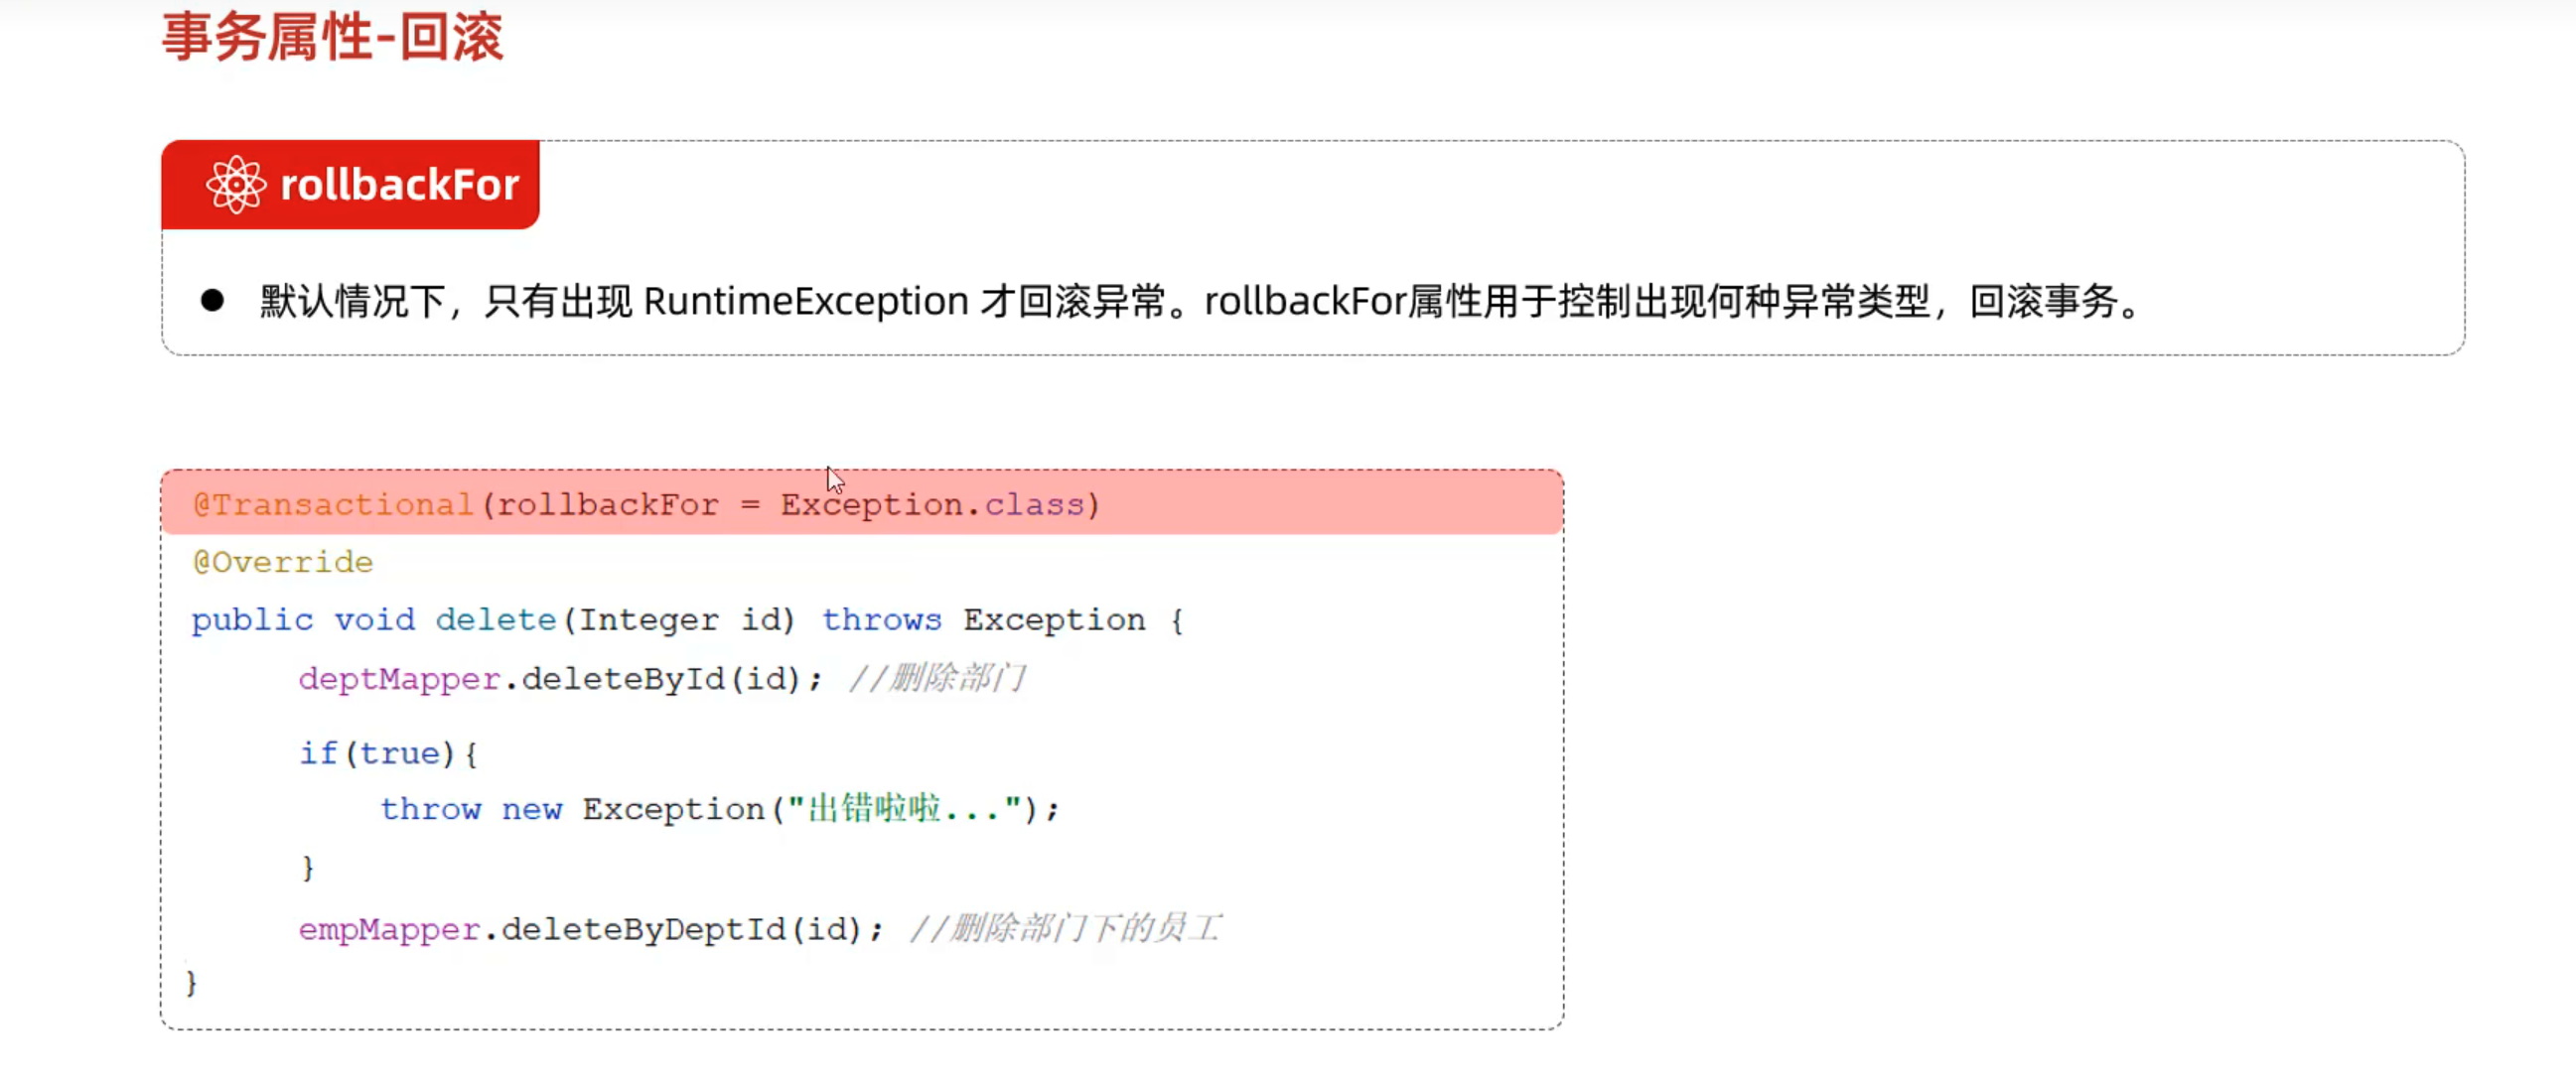 事务属性-回滚
rollbackFor
默认情况下，只有出现 RuntimeException 才回滚异常。rollbackFor属性用于控制出现何种异常类型，回滚事务。
@Transactional(rollbackFor = Exception.class)
@Override
public void delete(Integer id) throws Exception {
deptMapper.deleteById(id); //删除部门
if(true){
throw new Exception("出错啦啦...");
}
empMapper.deleteByDeptId(id); //删除部门下的员工
}